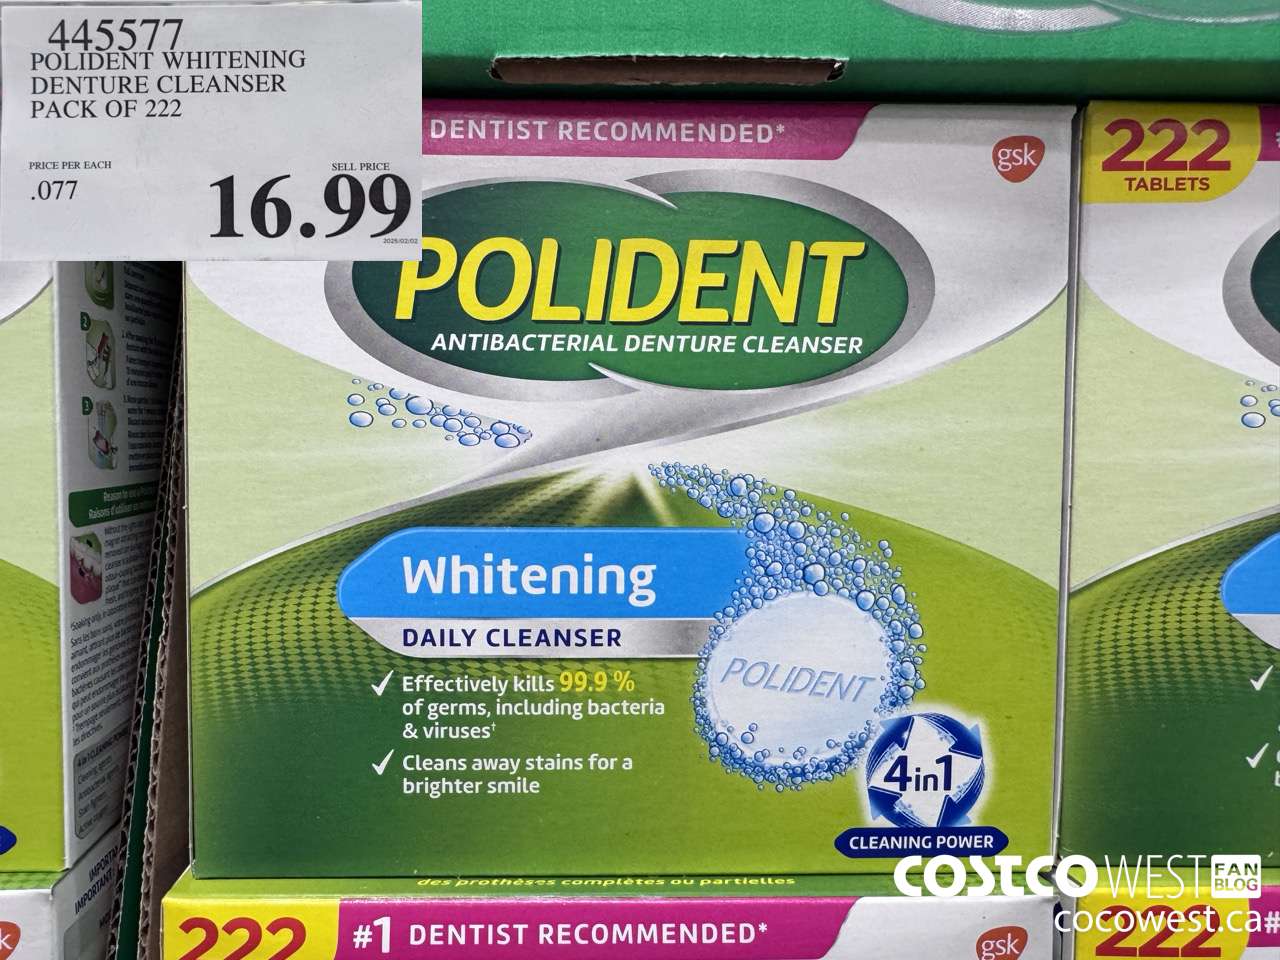 445577
POLIDENT WHITENING
DENTURE CLEANSER
PACK OF 222
PRICE PER EACH
.077
SELL PRICE
16.99
2025/02/02
DENTIST RECOMMENDED*
gsk
222
TABLETS
POLIDENT
ANTIBACTERIAL DENTURE CLEANSER
Whitening
DAILY CLEANSER
Effectively kills 99.9 %
of germs, including bacteria
& viruses†
Cleans away stains for a
brighter smile
POLIDENT
4in1
CLEANING POWER
2
3
des prothèses complètes ou partielles
222
#1 DENTIST RECOMMENDED*
gsk
222
COSTCO WEST FAN BLOG
cocowest.ca